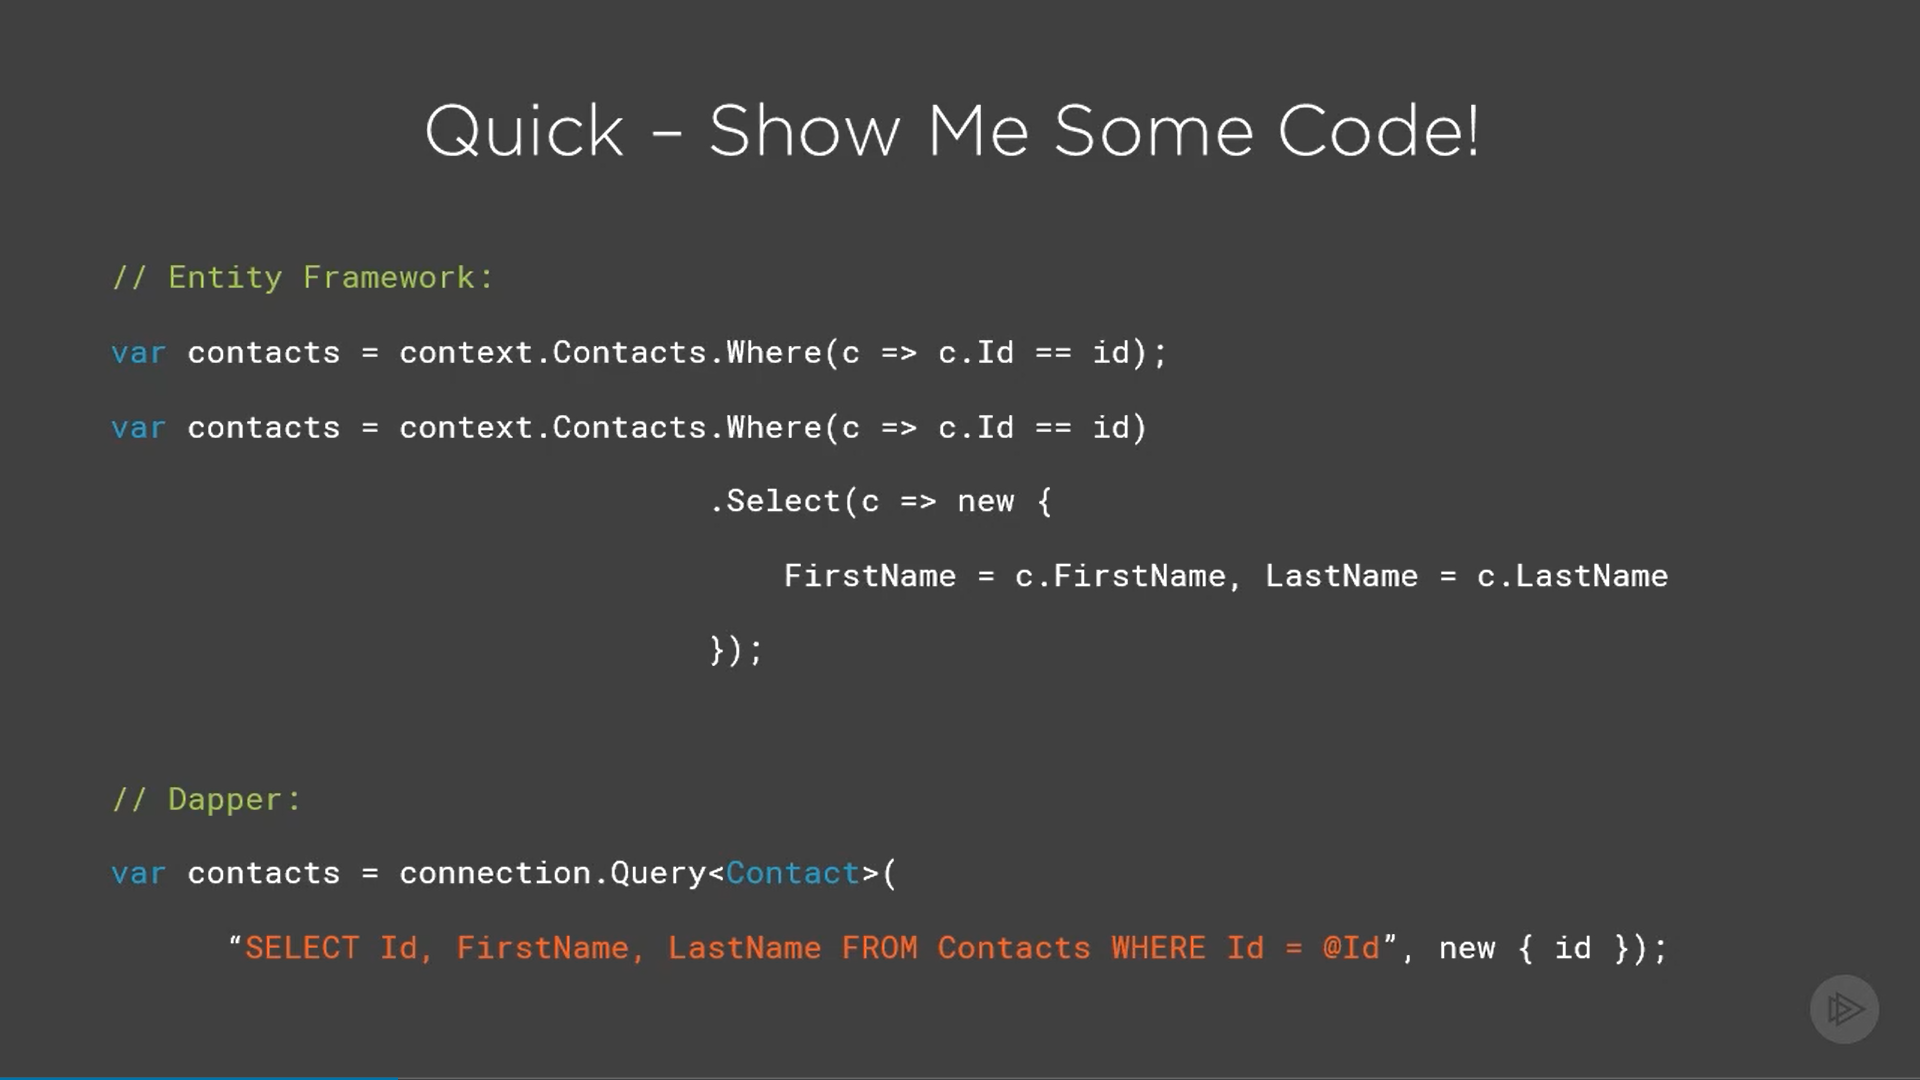 Quick – Show Me Some Code!
// Entity Framework:
var contacts = context.Contacts.Where(c => c.Id == id);
var contacts = context.Contacts.Where(c => c.Id == id)
.Select(c => new {
FirstName = c.FirstName, LastName = c.LastName
});
// Dapper:
var contacts = connection.Query<Contact>(
“SELECT Id, FirstName, LastName FROM Contacts WHERE Id = @Id”, new { id });